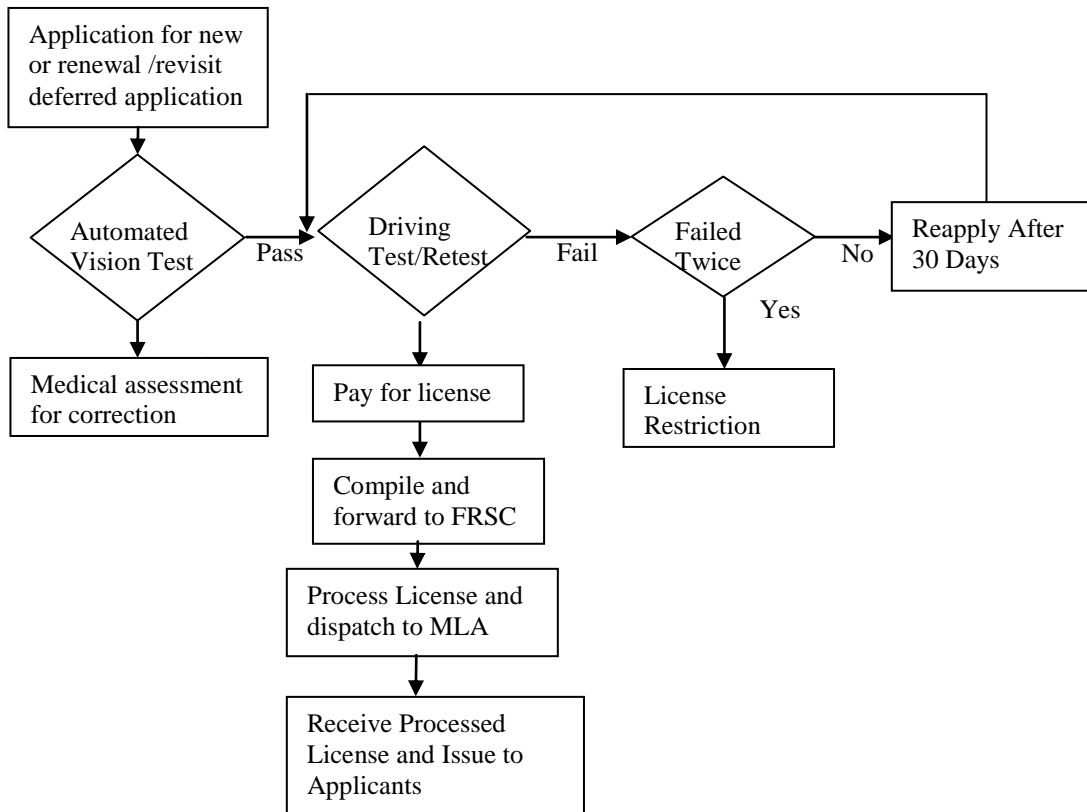 Application for new
or renewal /revisit
deferred application
Automated
Vision Test
Pass
Driving
Test/Retest
Fail
Failed
Twice
No
Reapply After
30 Days
Yes
Medical assessment
for correction
Pay for license
License
Restriction
Compile and
forward to FRSC
Process License and
dispatch to MLA
Receive Processed
License and Issue to
Applicants